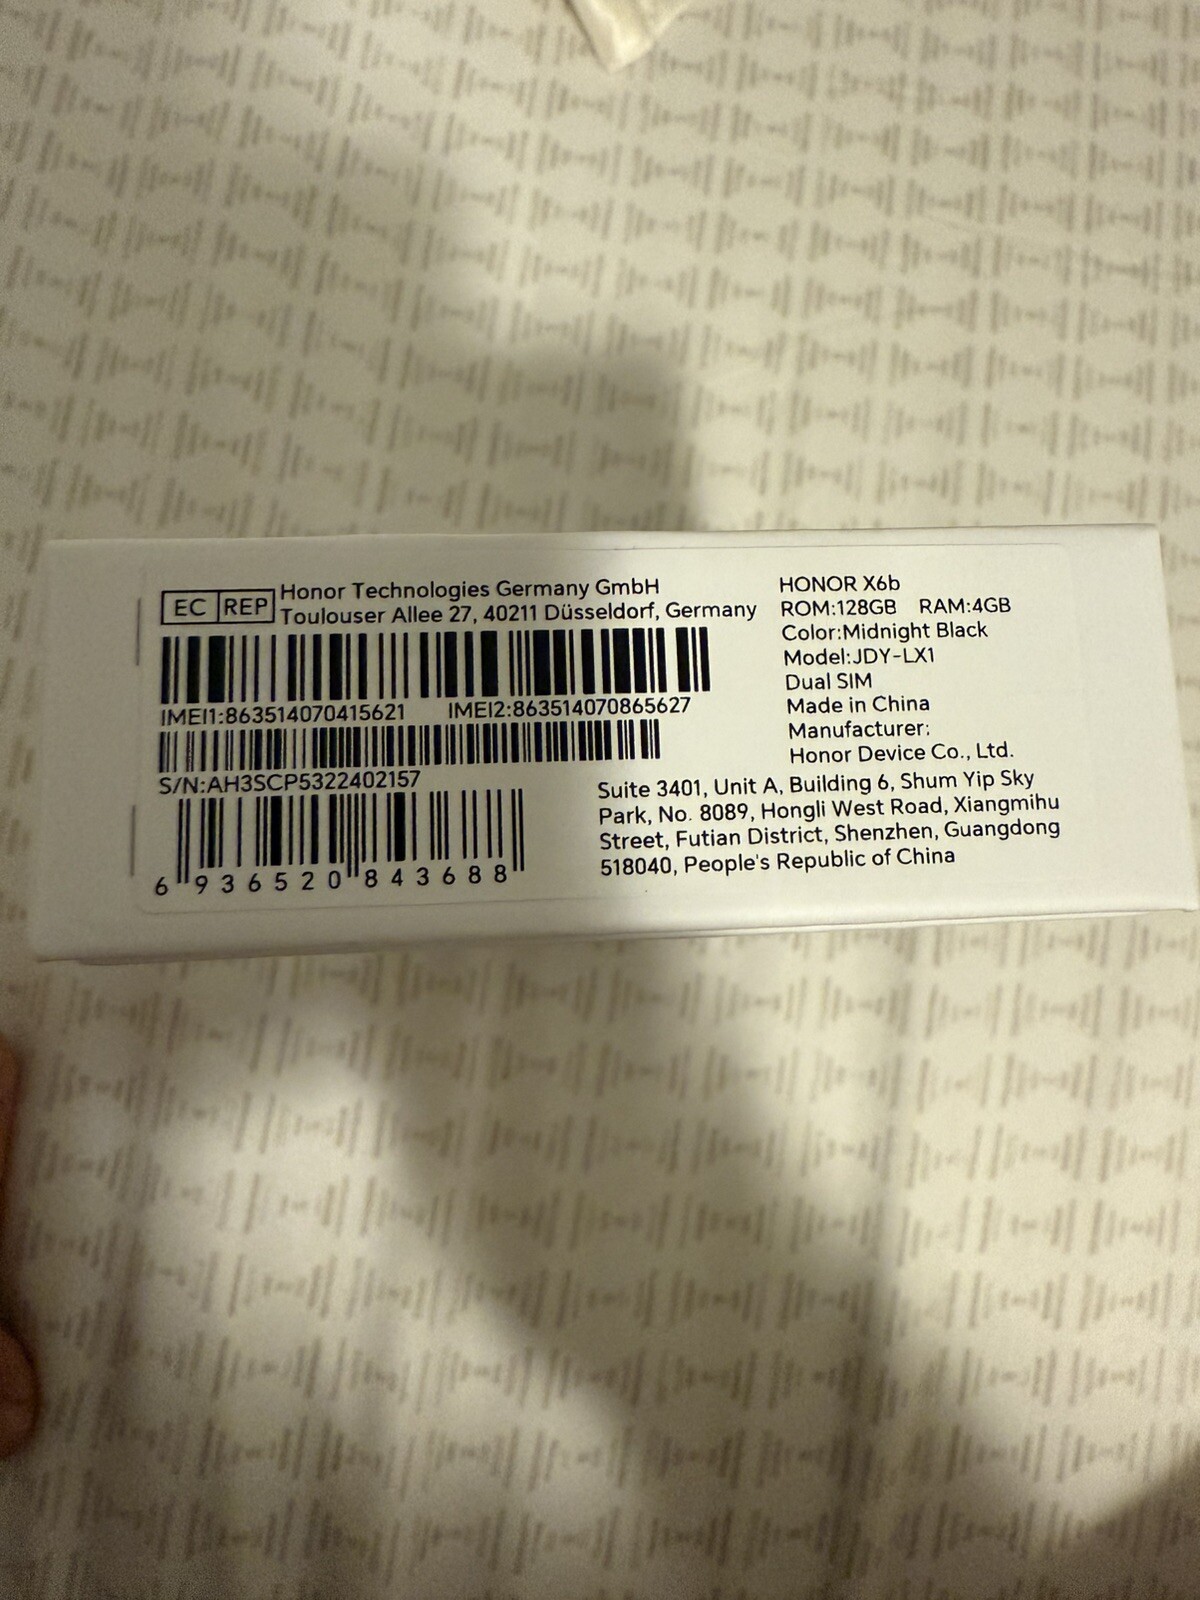 EC REP
Honor Technologies Germany GmbH
Toulouser Allee 27, 40211 Düsseldorf, Germany
IMEI1:863514070415621 IMEI2:863514070865627
S/N:AH3SCP5322402157
6 936520 843688
HONOR X6b
ROM:128GB RAM:4GB
Color:Midnight Black
Model:JDY-LX1
Dual SIM
Made in China
Manufacturer:
Honor Device Co., Ltd.
Suite 3401, Unit A, Building 6, Shum Yip Sky
Park, No. 8089, Hongli West Road, Xiangmihu
Street, Futian District, Shenzhen, Guangdong
518040, People's Republic of China